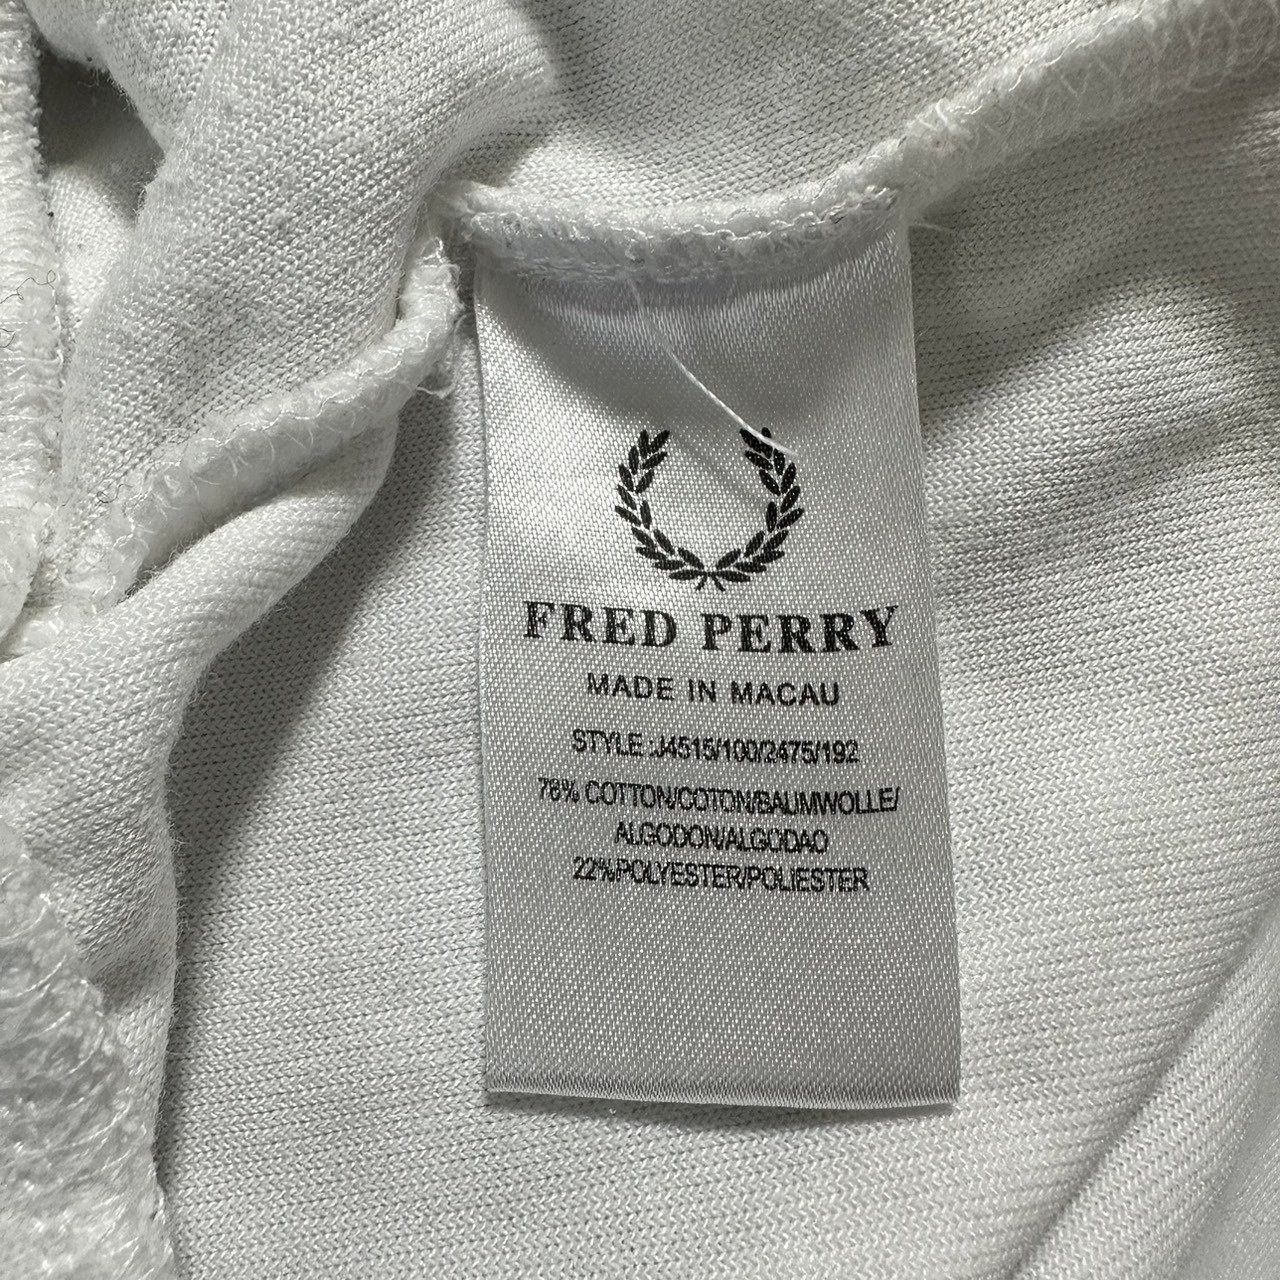 FRED PERRY
MADE IN MACAU
STYLE :J4515/100/2475/192
78% COTTON/COTON/BAUMWOLLE/
ALGODON/ALGODAO
22%POLYESTER/POLIESTER